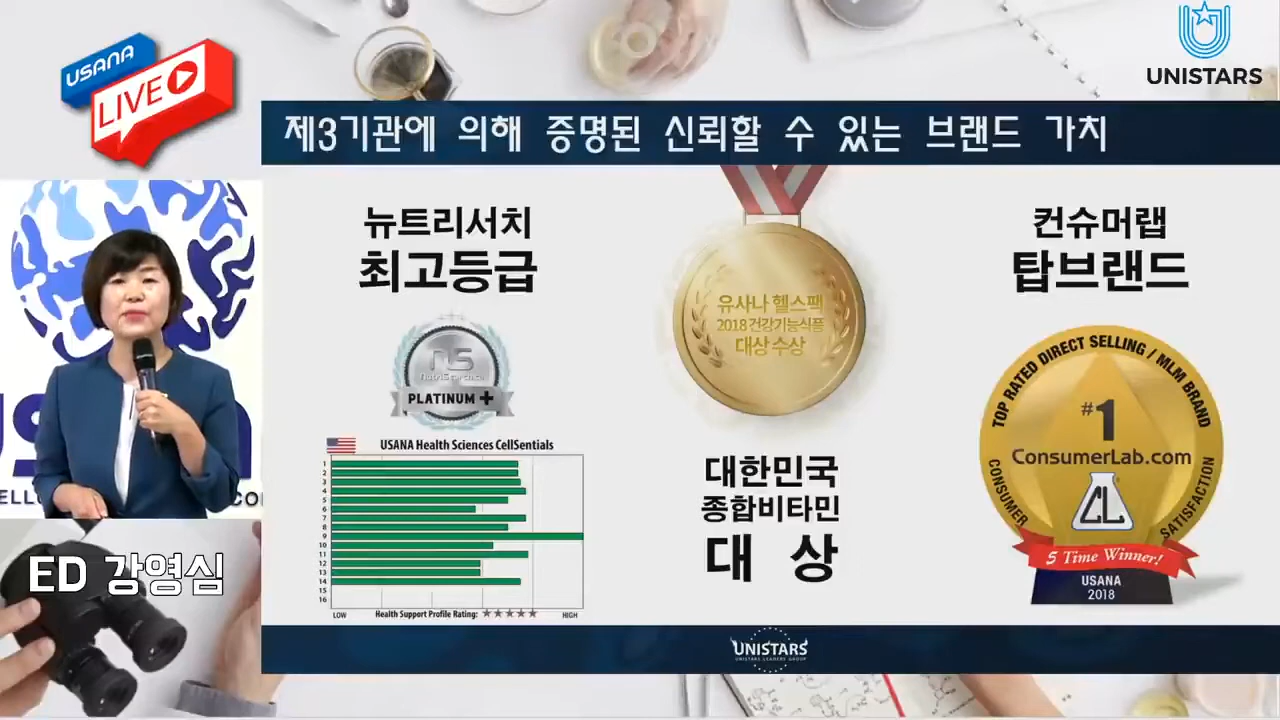 USANA
LIVE
UNISTARS
제3기관에 의해 증명된 신뢰할 수 있는 브랜드 가치
뉴트리서치
최고등급
NutriSearch
PLATINUM +
USANA Health Sciences CellSentials
1
2
3
4
5
6
7
8
9
10
11
12
13
14
15
16
LOW
Health Support Profile Rating: ★★★★★
HIGH
유사나 헬스팩
2018 건강기능식품
대상 수상
대한민국
종합비타민
대 상
컨슈머랩
탑브랜드
TOP RATED DIRECT SELLING / MLM BRAND
#1
ConsumerLab.com
CL
CONSUMER
SATISFACTION
5 Time Winner!
USANA
2018
ED 강영심
UNISTARS
UNISTARS LEADERS GROUP